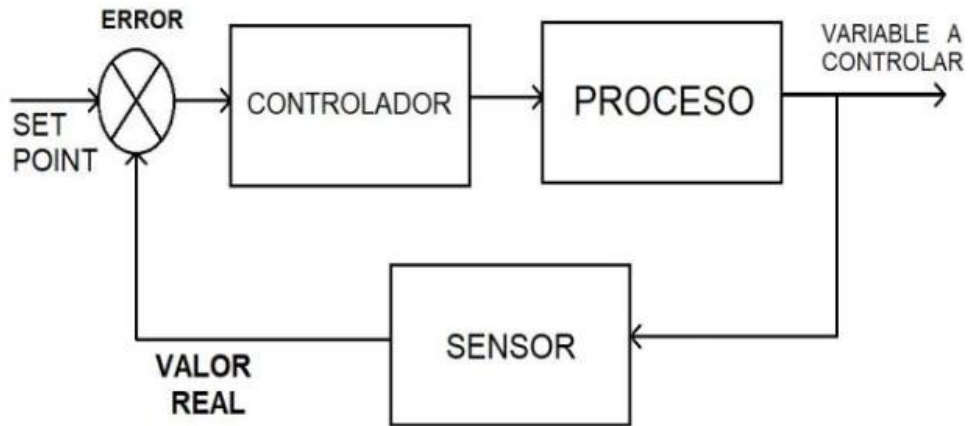 ERROR
VARIABLE A
CONTROLAR
CONTROLADOR
PROCESO
SET
POINT
SENSOR
VALOR
REAL